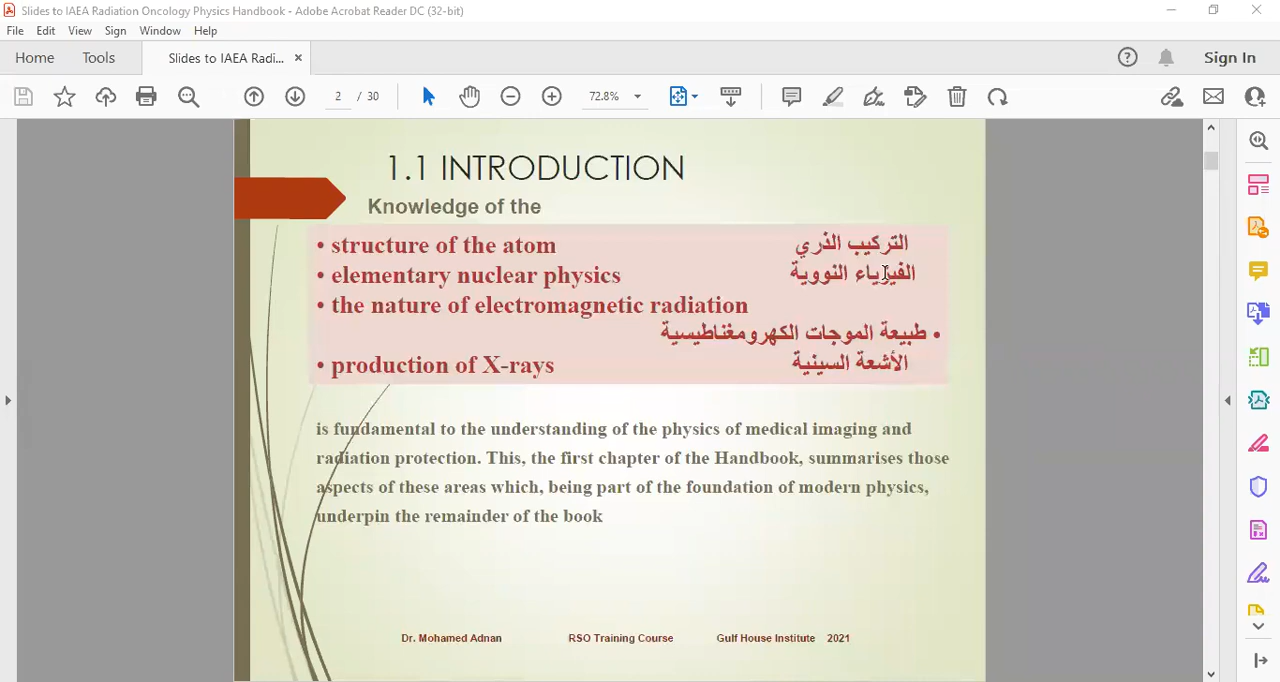 Slides to IAEA Radiation Oncology Physics Handbook - Adobe Acrobat Reader DC (32-bit)
File Edit View Sign Window Help
Home Tools Slides to IAEA Radi... × Sign In
2 / 30 72.8%
1.1 INTRODUCTION
Knowledge of the
• structure of the atom التركيب الذري
• elementary nuclear physics الفيزياء النووية
• the nature of electromagnetic radiation
• طبيعة الموجات الكهرومغناطيسية
• production of X-rays الأشعة السينية
is fundamental to the understanding of the physics of medical imaging and
radiation protection. This, the first chapter of the Handbook, summarises those
aspects of these areas which, being part of the foundation of modern physics,
underpin the remainder of the book
Dr. Mohamed Adnan RSO Training Course Gulf House Institute 2021